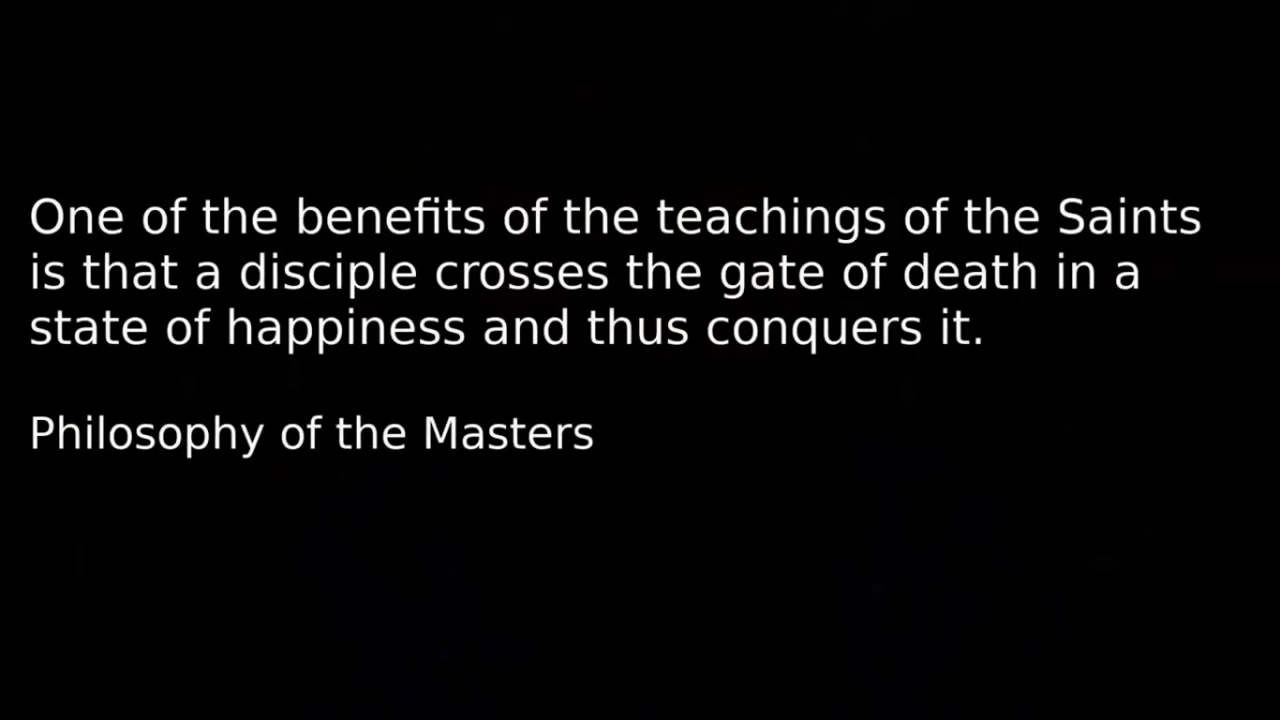 One of the benefits of the teachings of the Saints
is that a disciple crosses the gate of death in a
state of happiness and thus conquers it.
Philosophy of the Masters